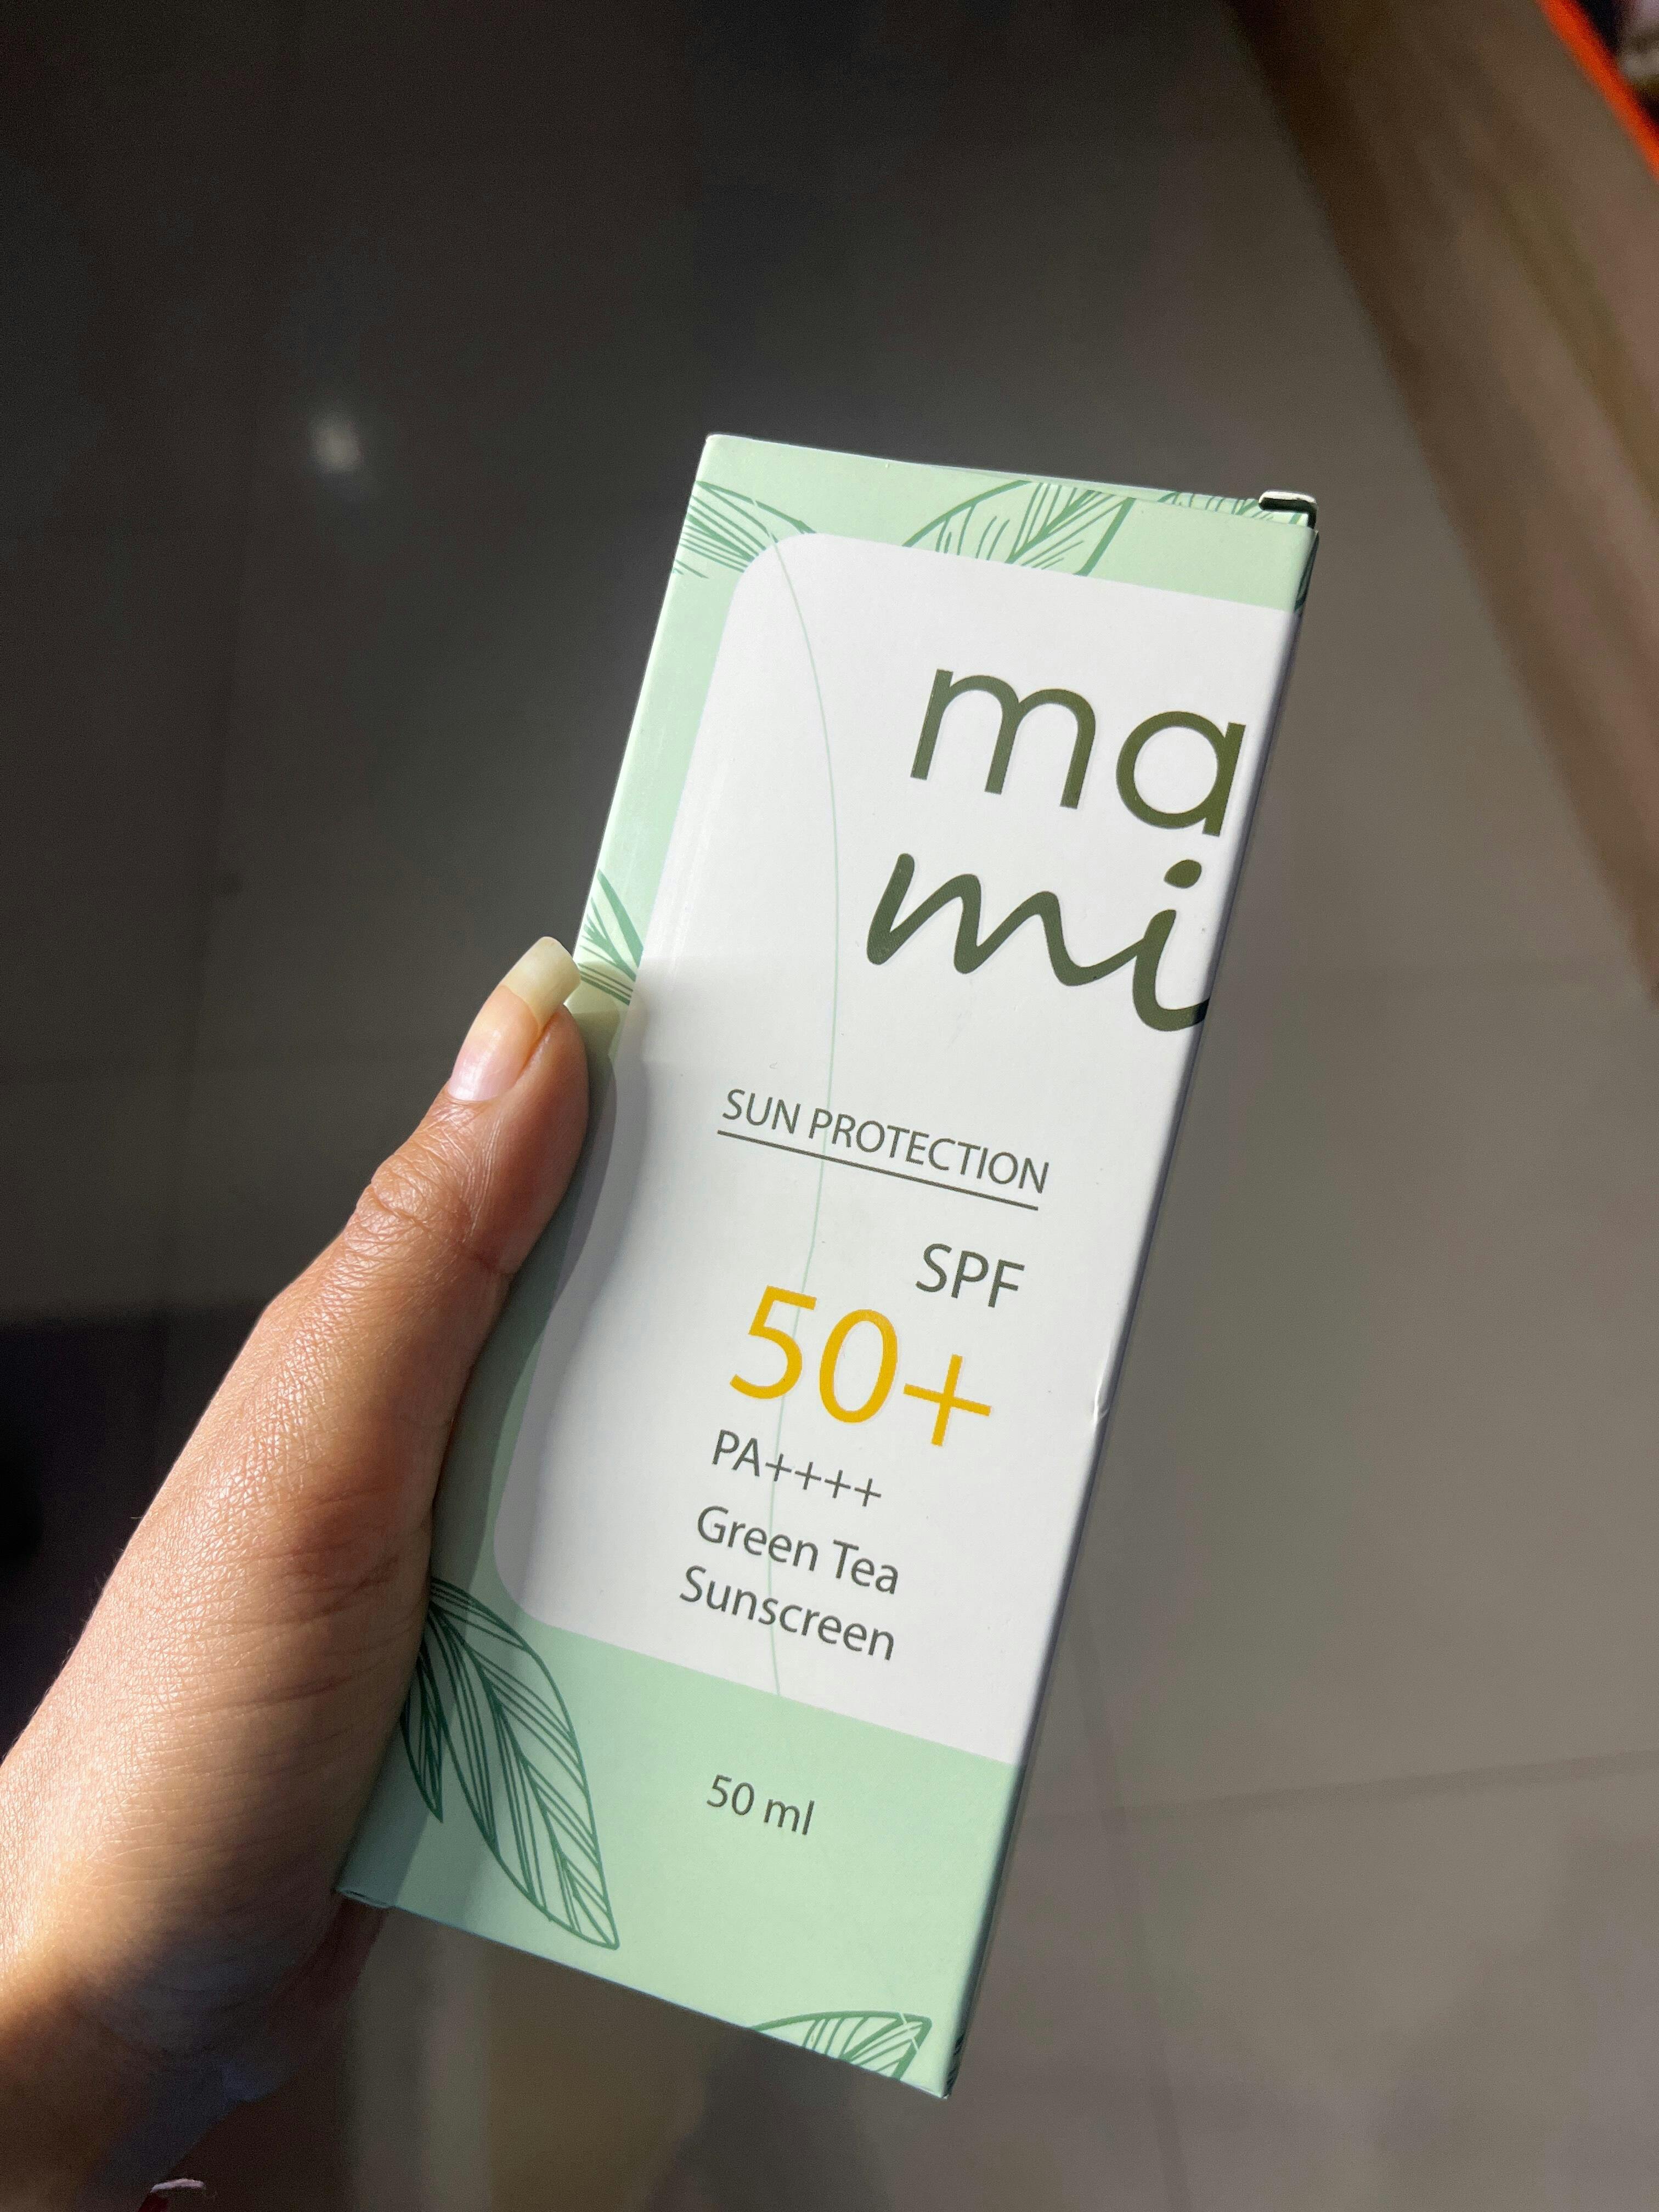 ma
mi
SUN PROTECTION
SPF
50+
PA++++
Green Tea
Sunscreen
50 ml